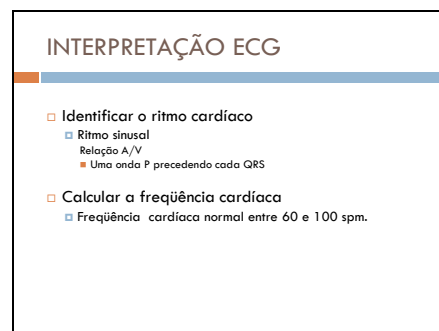 INTERPRETAÇÃO ECG
Identificar o ritmo cardíaco
Ritmo sinusal
Relação A/V
Uma onda P precedendo cada QRS
Calcular a freqüência cardíaca
Freqüência cardíaca normal entre 60 e 100 spm.